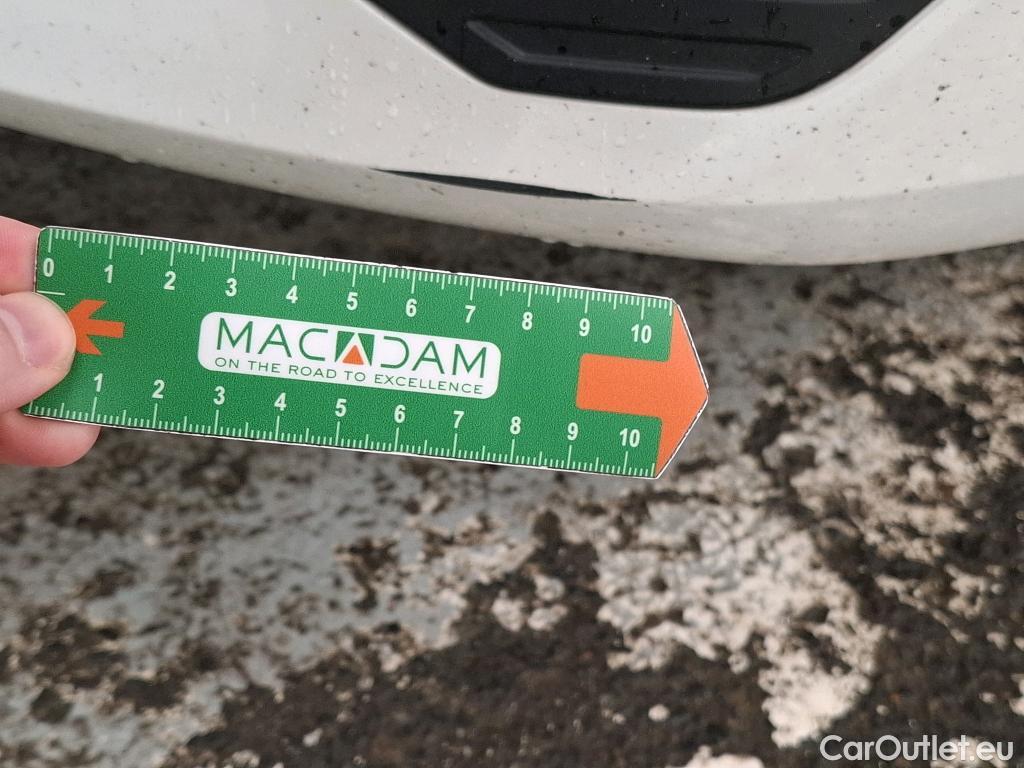 0 1 2 3 4 5 6 7 8 9 10
MACADAM
ON THE ROAD TO EXCELLENCE
1 2 3 4 5 6 7 8 9 10
CarOutlet.eu